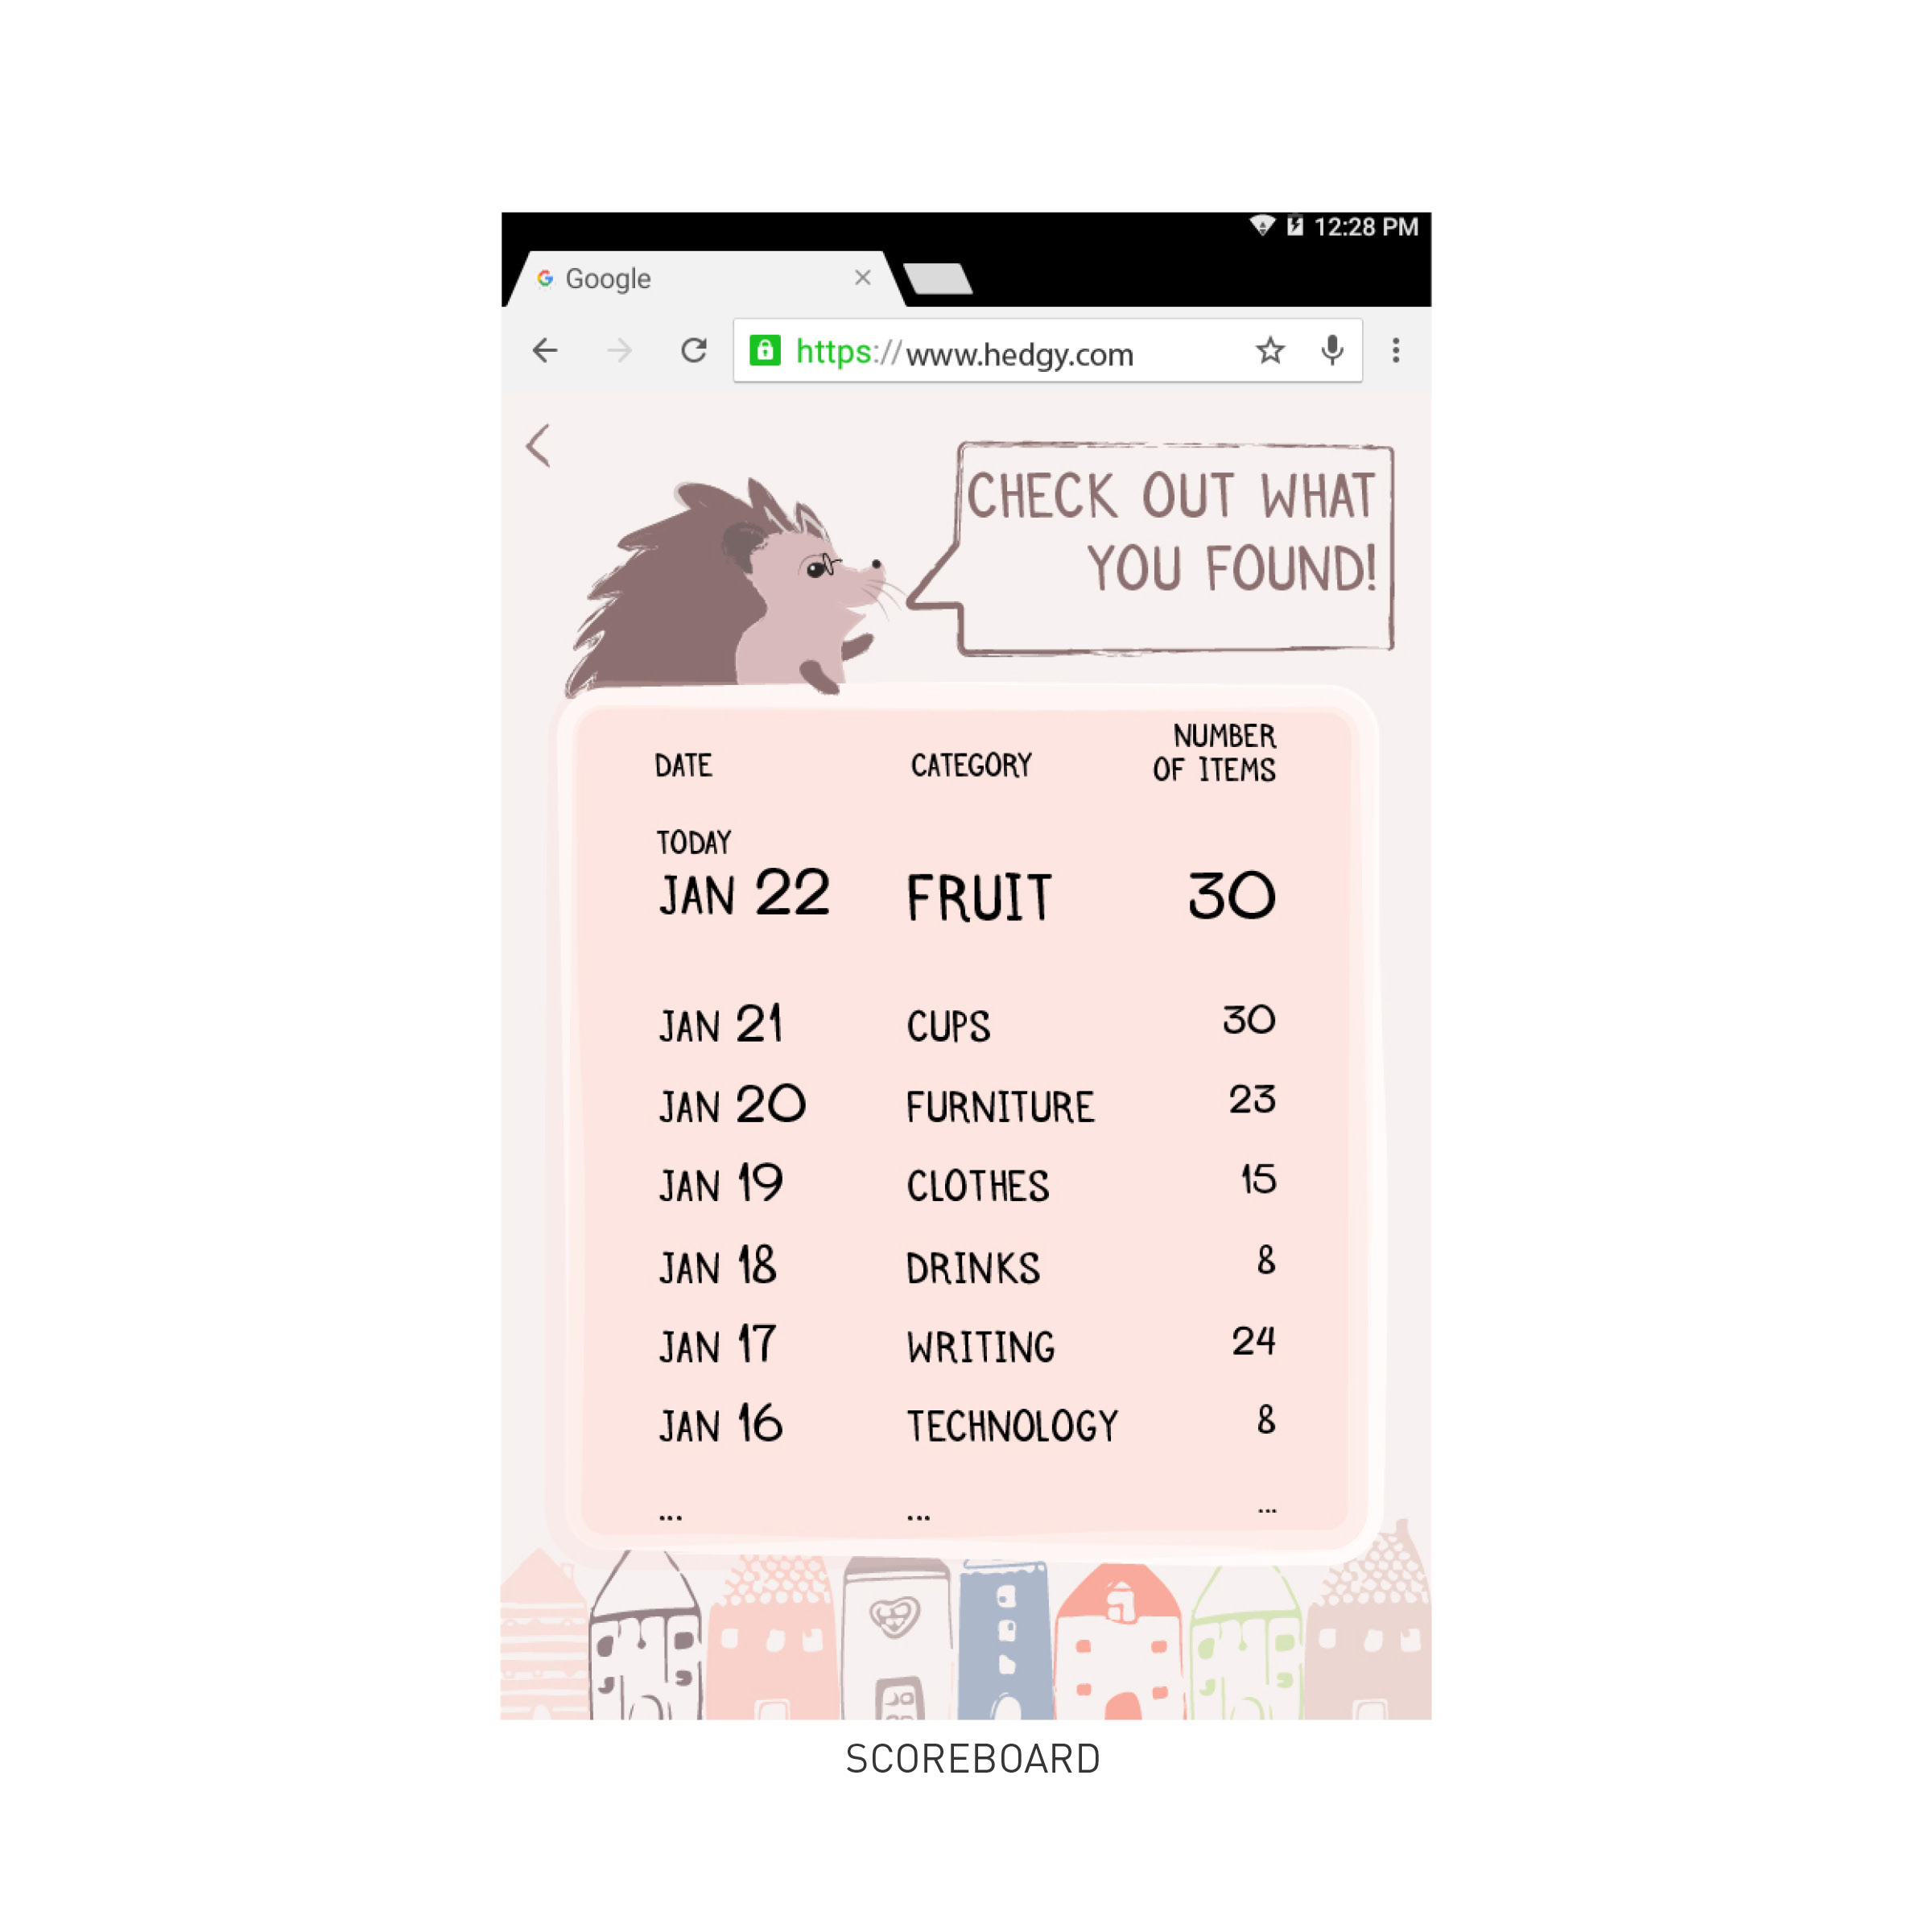 12:28 PM
Google
https://www.hedgy.com
CHECK OUT WHAT
YOU FOUND!
DATE CATEGORY NUMBER OF ITEMS
TODAY
JAN 22 FRUIT 30
JAN 21 CUPS 30
JAN 20 FURNITURE 23
JAN 19 CLOTHES 15
JAN 18 DRINKS 8
JAN 17 WRITING 24
JAN 16 TECHNOLOGY 8
... ... ...
SCOREBOARD